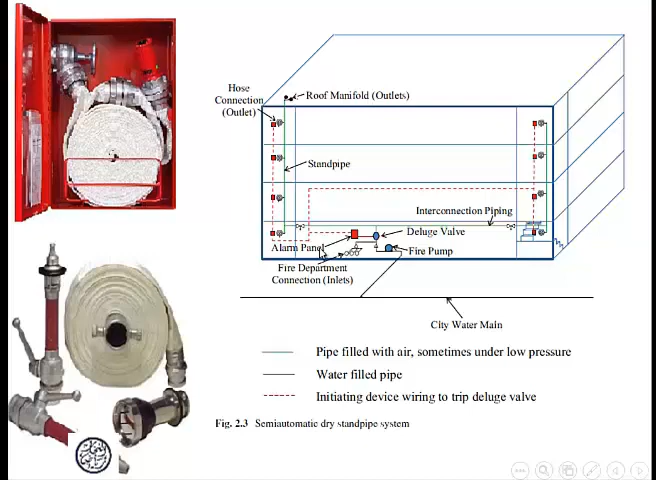 Hose
Connection
(Outlet)
Roof Manifold (Outlets)
Standpipe
Interconnection Piping
Deluge Valve
Alarm Panel
Fire Pump
Fire Department
Connection (Inlets)
City Water Main
Pipe filled with air, sometimes under low pressure
Water filled pipe
Initiating device wiring to trip deluge valve
Fig. 2.3 Semiautomatic dry standpipe system